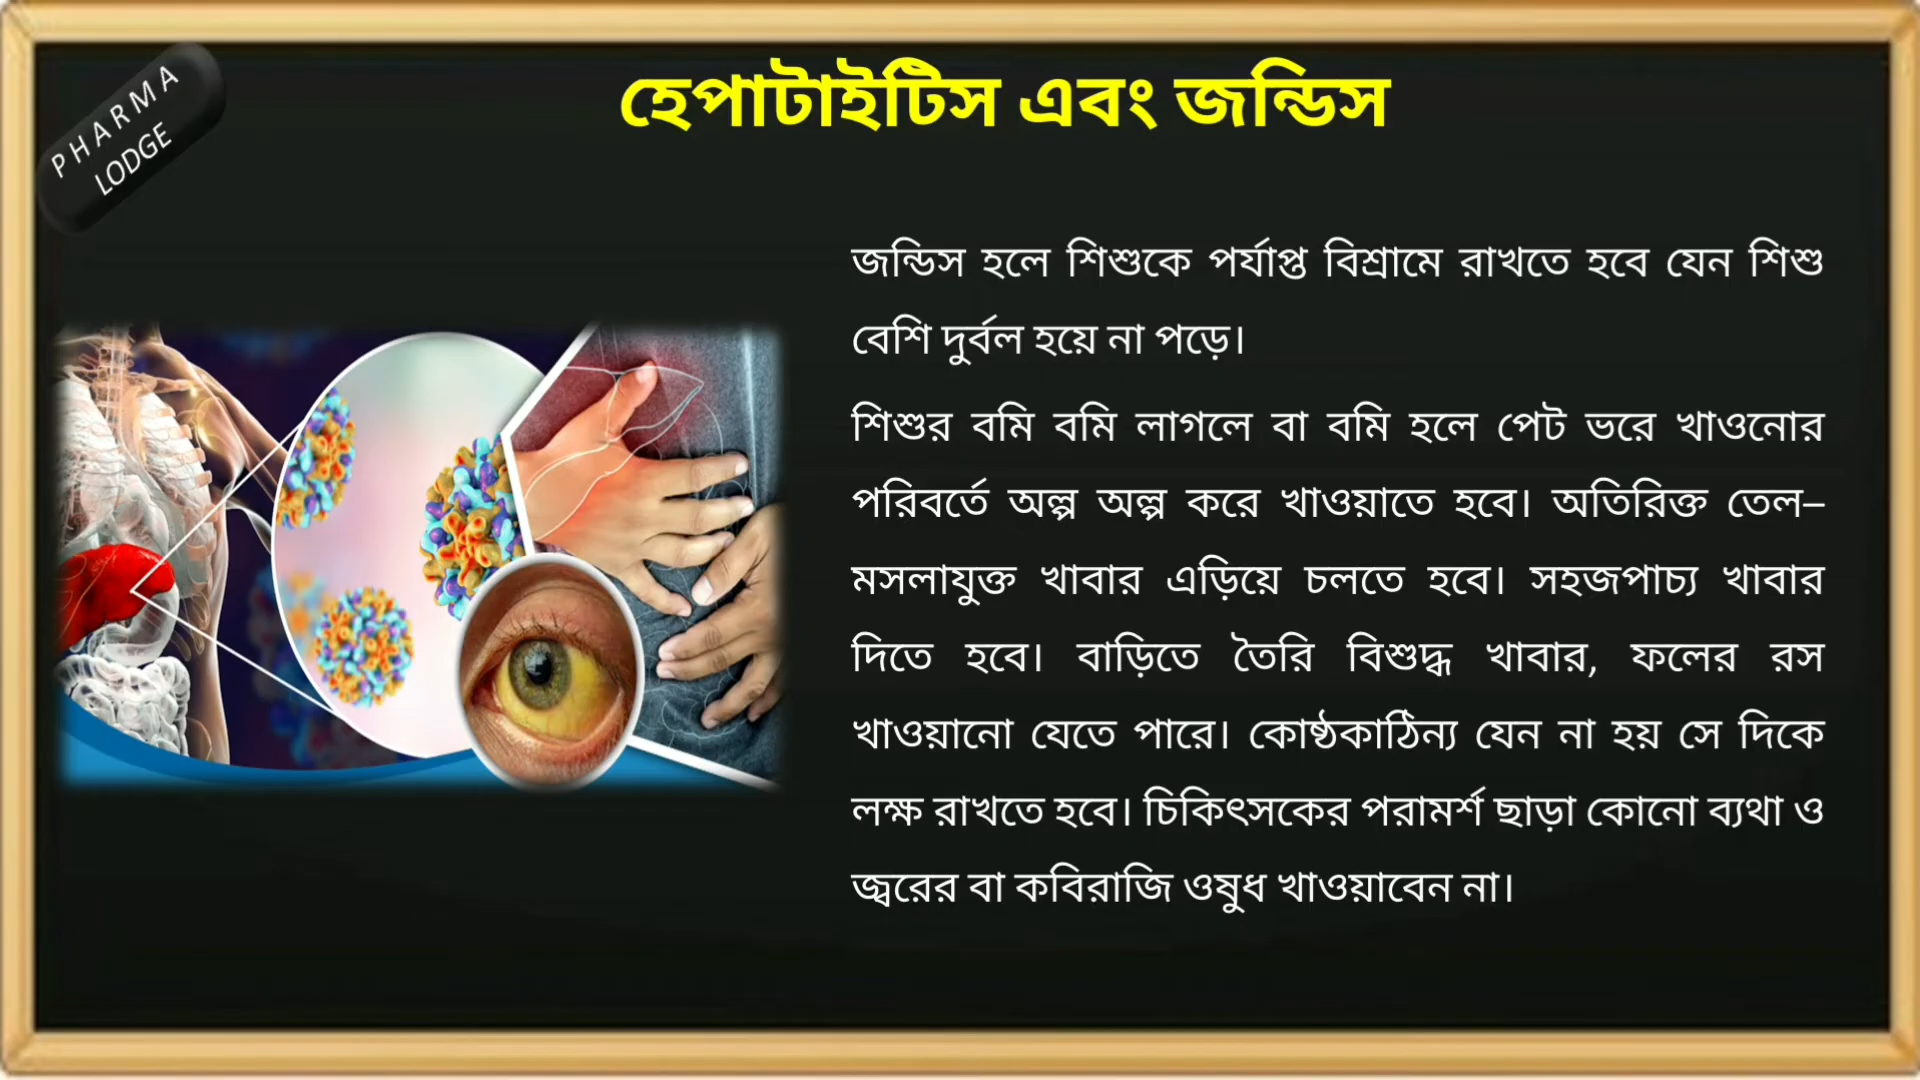 PHARMA
LODGE
হেপাটাইটিস এবং জন্ডিস
জন্ডিস হলে শিশুকে পর্যাপ্ত বিশ্রামে রাখতে হবে যেন শিশু
বেশি দুর্বল হয়ে না পড়ে।
শিশুর বমি বমি লাগলে বা বমি হলে পেট ভরে খাওনোর
পরিবর্তে অল্প অল্প করে খাওয়াতে হবে। অতিরিক্ত তেল–
মসলাযুক্ত খাবার এড়িয়ে চলতে হবে। সহজপাচ্য খাবার
দিতে হবে। বাড়িতে তৈরি বিশুদ্ধ খাবার, ফলের রস
খাওয়ানো যেতে পারে। কোষ্ঠকাঠিন্য যেন না হয় সে দিকে
লক্ষ রাখতে হবে। চিকিৎসকের পরামর্শ ছাড়া কোনো ব্যথা ও
জ্বরের বা কবিরাজি ওষুধ খাওয়াবেন না।